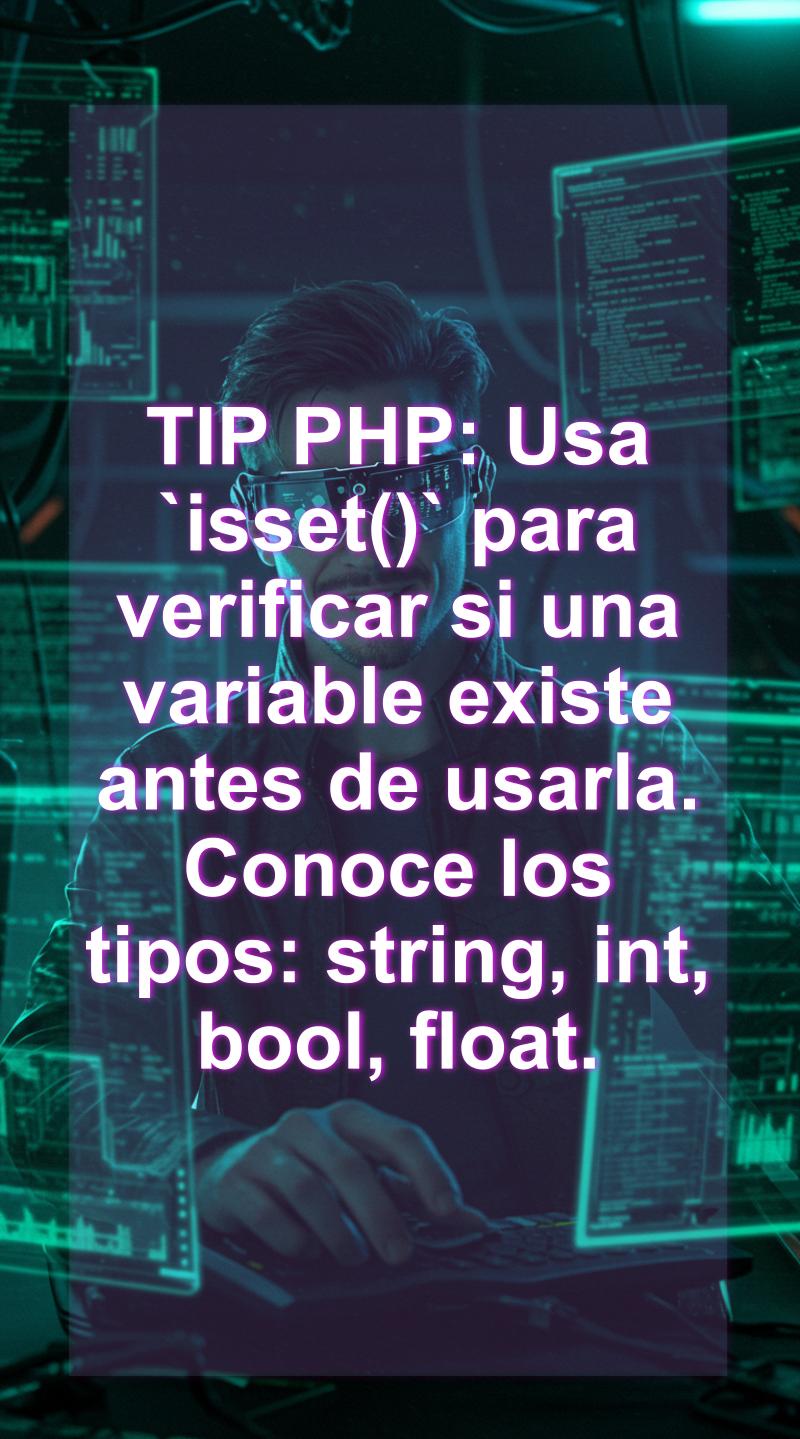 TIP PHP: Usa
`isset()` para
verificar si una
variable existe
antes de usarla.
Conoce los
tipos: string, int,
bool, float.